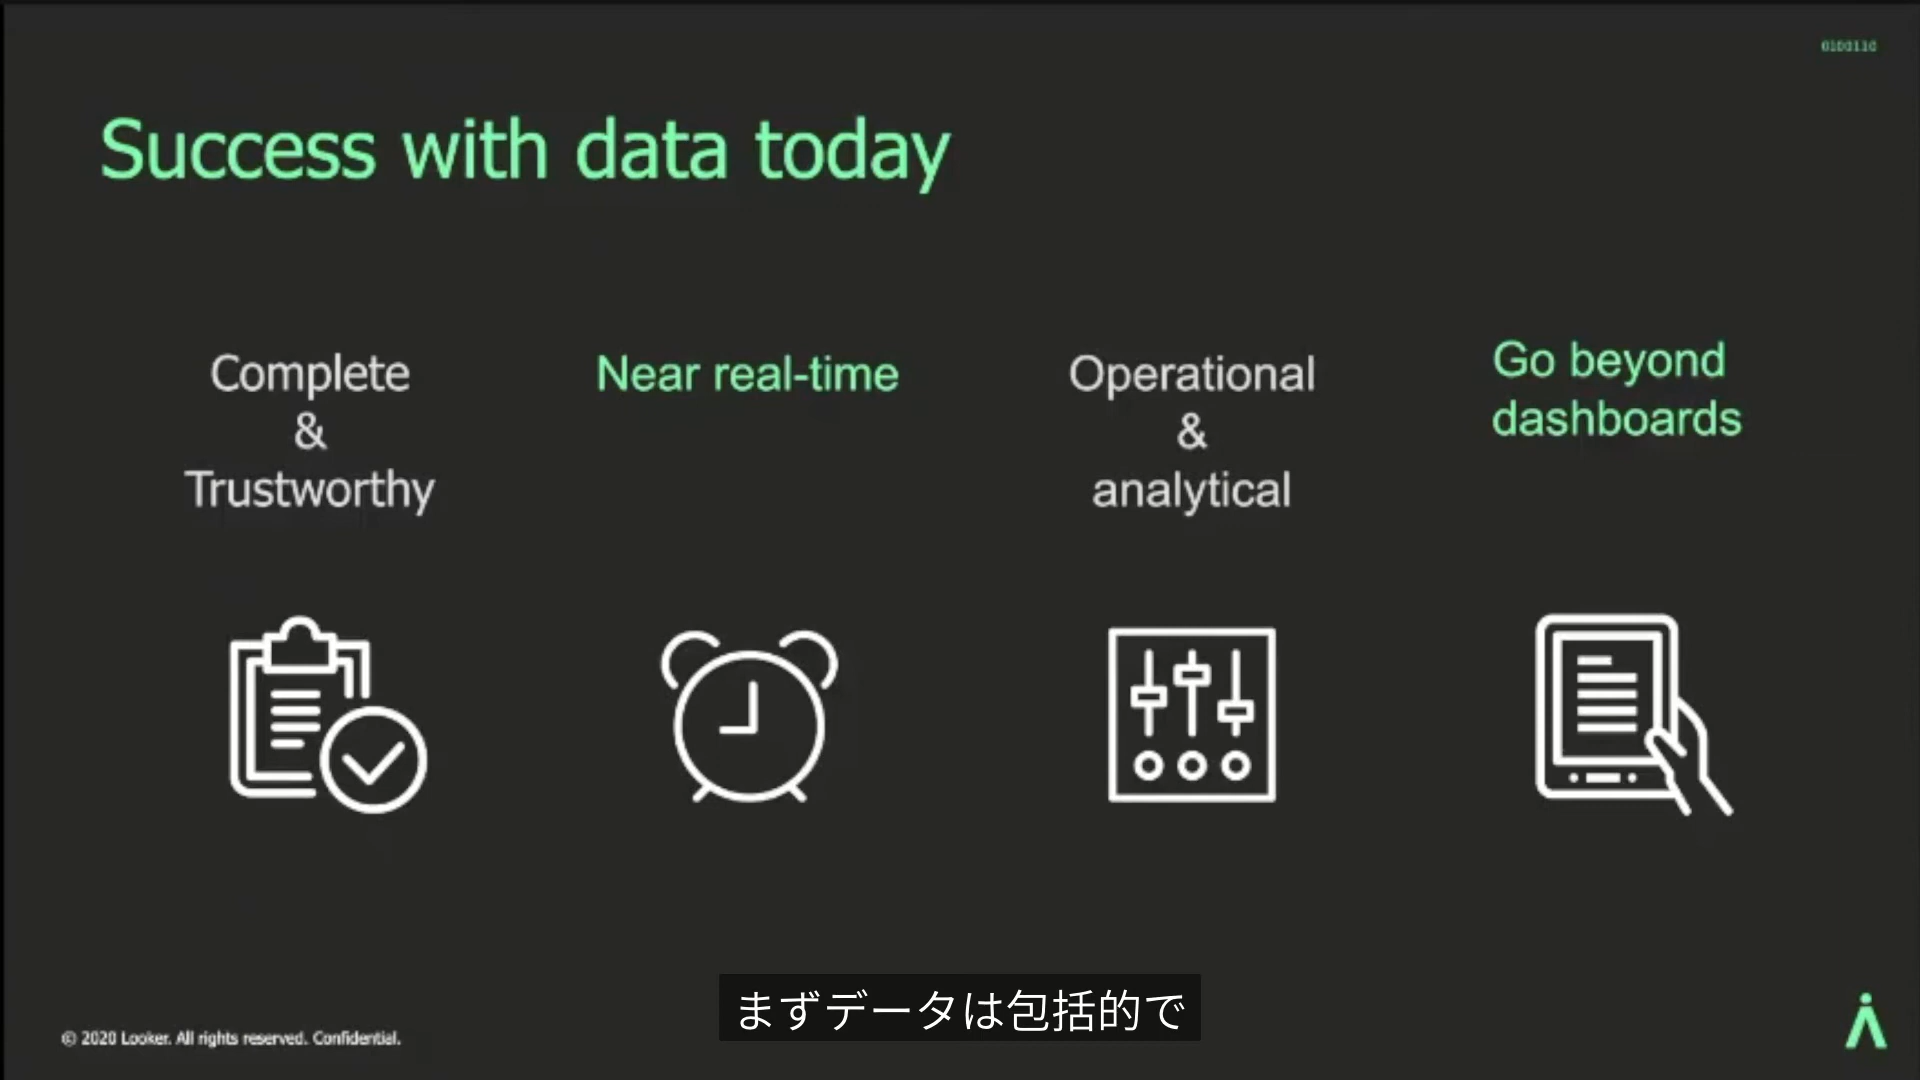 0100110
Success with data today
Complete
&
Trustworthy
Near real-time
Operational
&
analytical
Go beyond
dashboards
まずデータは包括的で
© 2020 Looker. All rights reserved. Confidential.